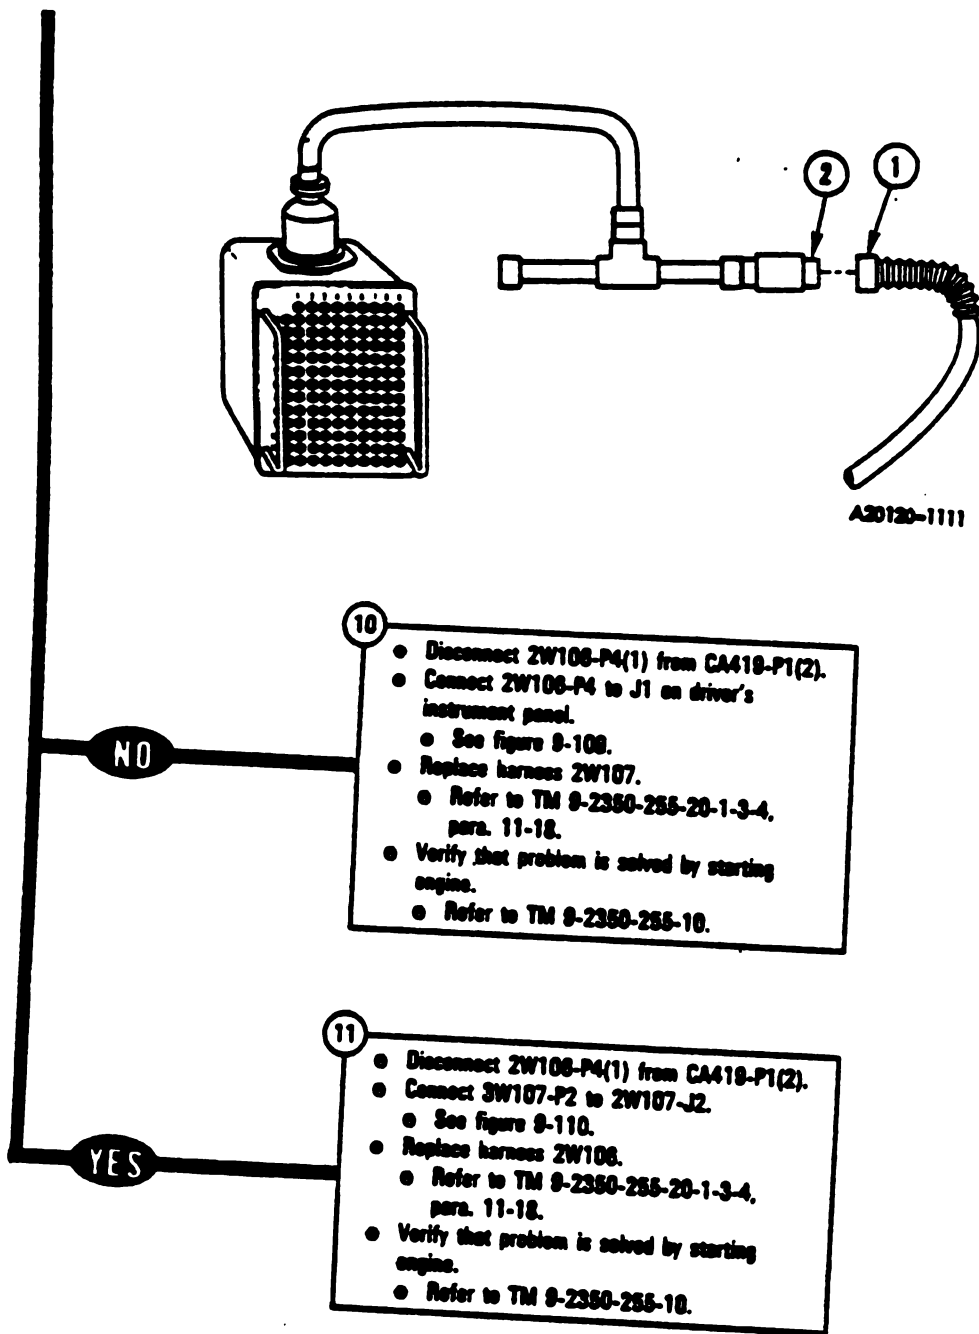 2
1
A20120-1111
10
● Disconnect 2W106-P4(1) from CA419-P1(2).
● Connect 2W106-P4 to J1 on driver's
instrument panel.
● See figure 9-109.
NO
● Replace harness 2W107.
● Refer to TM 9-2350-255-20-1-3-4,
para. 11-18.
● Verify that problem is solved by starting
engine.
● Refer to TM 9-2350-255-10.
11
● Disconnect 2W106-P4(1) from CA419-P1(2).
● Connect 3W107-P2 to 2W107-J2.
● See figure 9-110.
YES
● Replace harness 2W106.
● Refer to TM 9-2350-255-20-1-3-4,
para. 11-18.
● Verify that problem is solved by starting
engine.
● Refer to TM 9-2350-255-10.